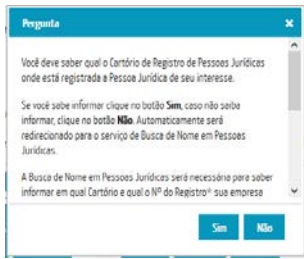 Pergunta
Você deve saber qual o Cartório de Registro de Pessoas Jurídicas
onde está registrada a Pessoa Jurídica de seu interesse.
Se você sabe informar clique no botão Sim, caso não saiba
informar, clique no botão Não. Automaticamente será
redirecionado para o serviço de Busca de Nome em Pessoas
Jurídicas.
A Busca de Nome em Pessoas Jurídicas será necessária para saber
informar em qual Cartório e qual o Nº do Registro* sua empresa
Sim Não